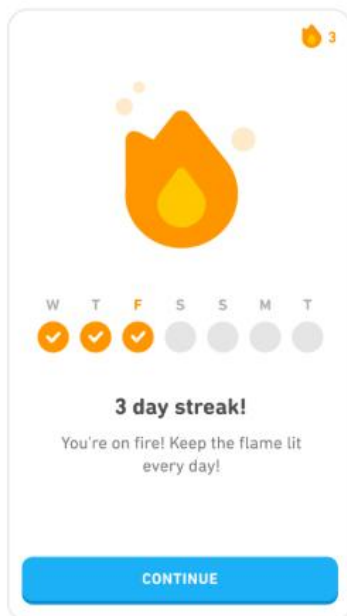 3
W T F S S M T
3 day streak!
You're on fire! Keep the flame lit
every day!
CONTINUE